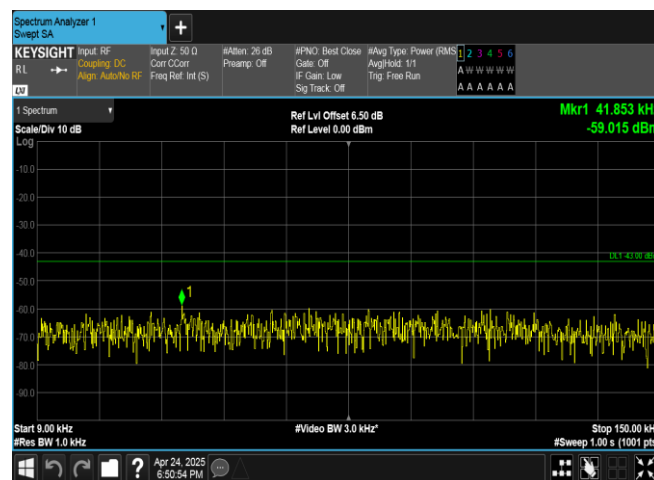 Spectrum Analyzer 1
Swept SA
KEYSIGHT Input: RF Input Z: 50 Ω #Atten: 26 dB #PNO: Best Close #Avg Type: Power (RMS 1 2 3 4 5 6
RL Coupling: DC Corr CCorr Preamp: Off Gate: Off Avg|Hold: 1/1 A W W W W W
Align: Auto/No RF Freq Ref: Int (S) IF Gain: Low Trig: Free Run
LXI Sig Track: Off A A A A A A
1 Spectrum
Ref Lvl Offset 6.50 dB Mkr1 41.853 kH
Scale/Div 10 dB Ref Level 0.00 dBm -59.015 dBr
Log
-10.0
-20.0
-30.0
-40.0
DL1 -43.00 dB
-50.0
1
-60.0
-70.0
-80.0
-90.0
Start 9.00 kHz #Video BW 3.0 kHz* Stop 150.00 kH
#Res BW 1.0 kHz #Sweep 1.00 s (1001 pts
? Apr 24, 2025
6:50:54 PM